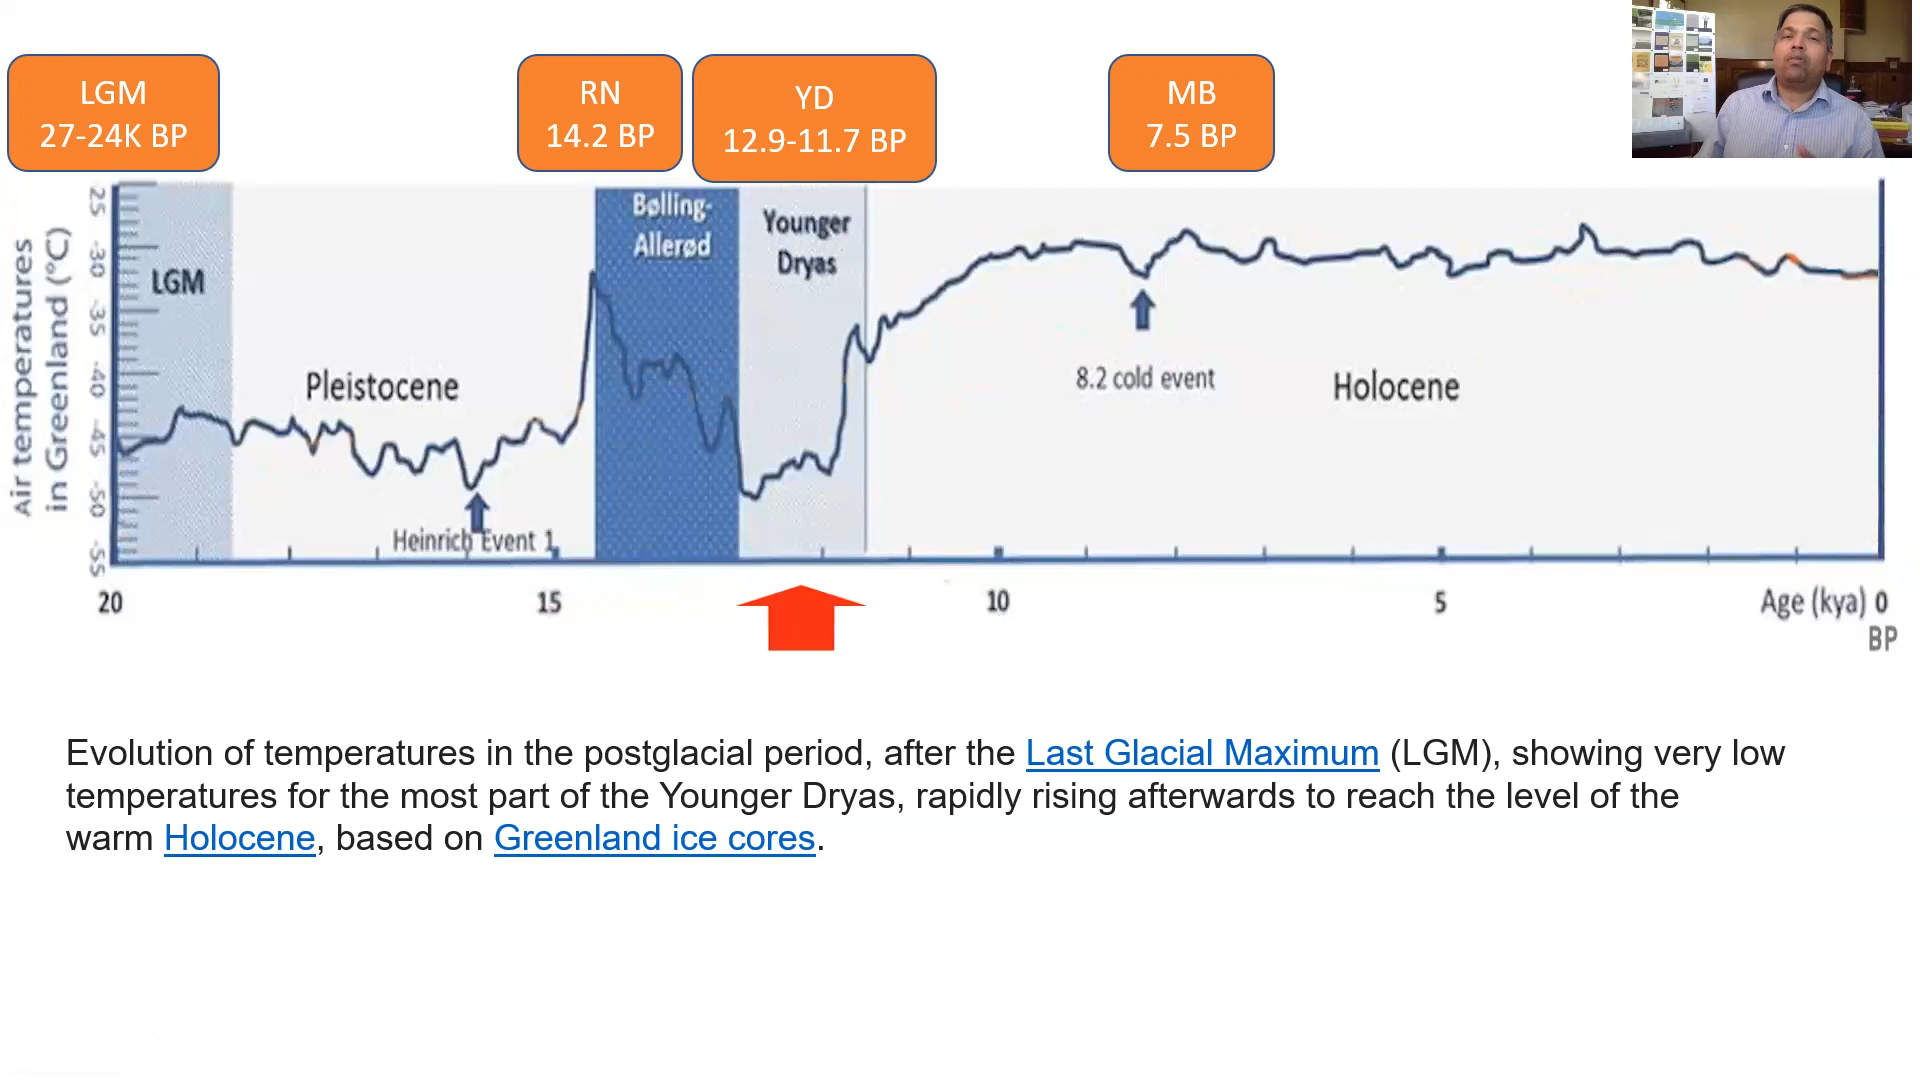 LGM
27-24K BP
RN
14.2 BP
YD
12.9-11.7 BP
MB
7.5 BP
Air temperatures
in Greenland (°C)
25
-30
-35
-40
-45
-50
-55
LGM
Pleistocene
Heinrich Event 1
Bølling-
Allerød
Younger
Dryas
8.2 cold event
Holocene
20
15
10
5
Age (kya) 0
BP
Evolution of temperatures in the postglacial period, after the Last Glacial Maximum (LGM), showing very low
temperatures for the most part of the Younger Dryas, rapidly rising afterwards to reach the level of the
warm Holocene, based on Greenland ice cores.